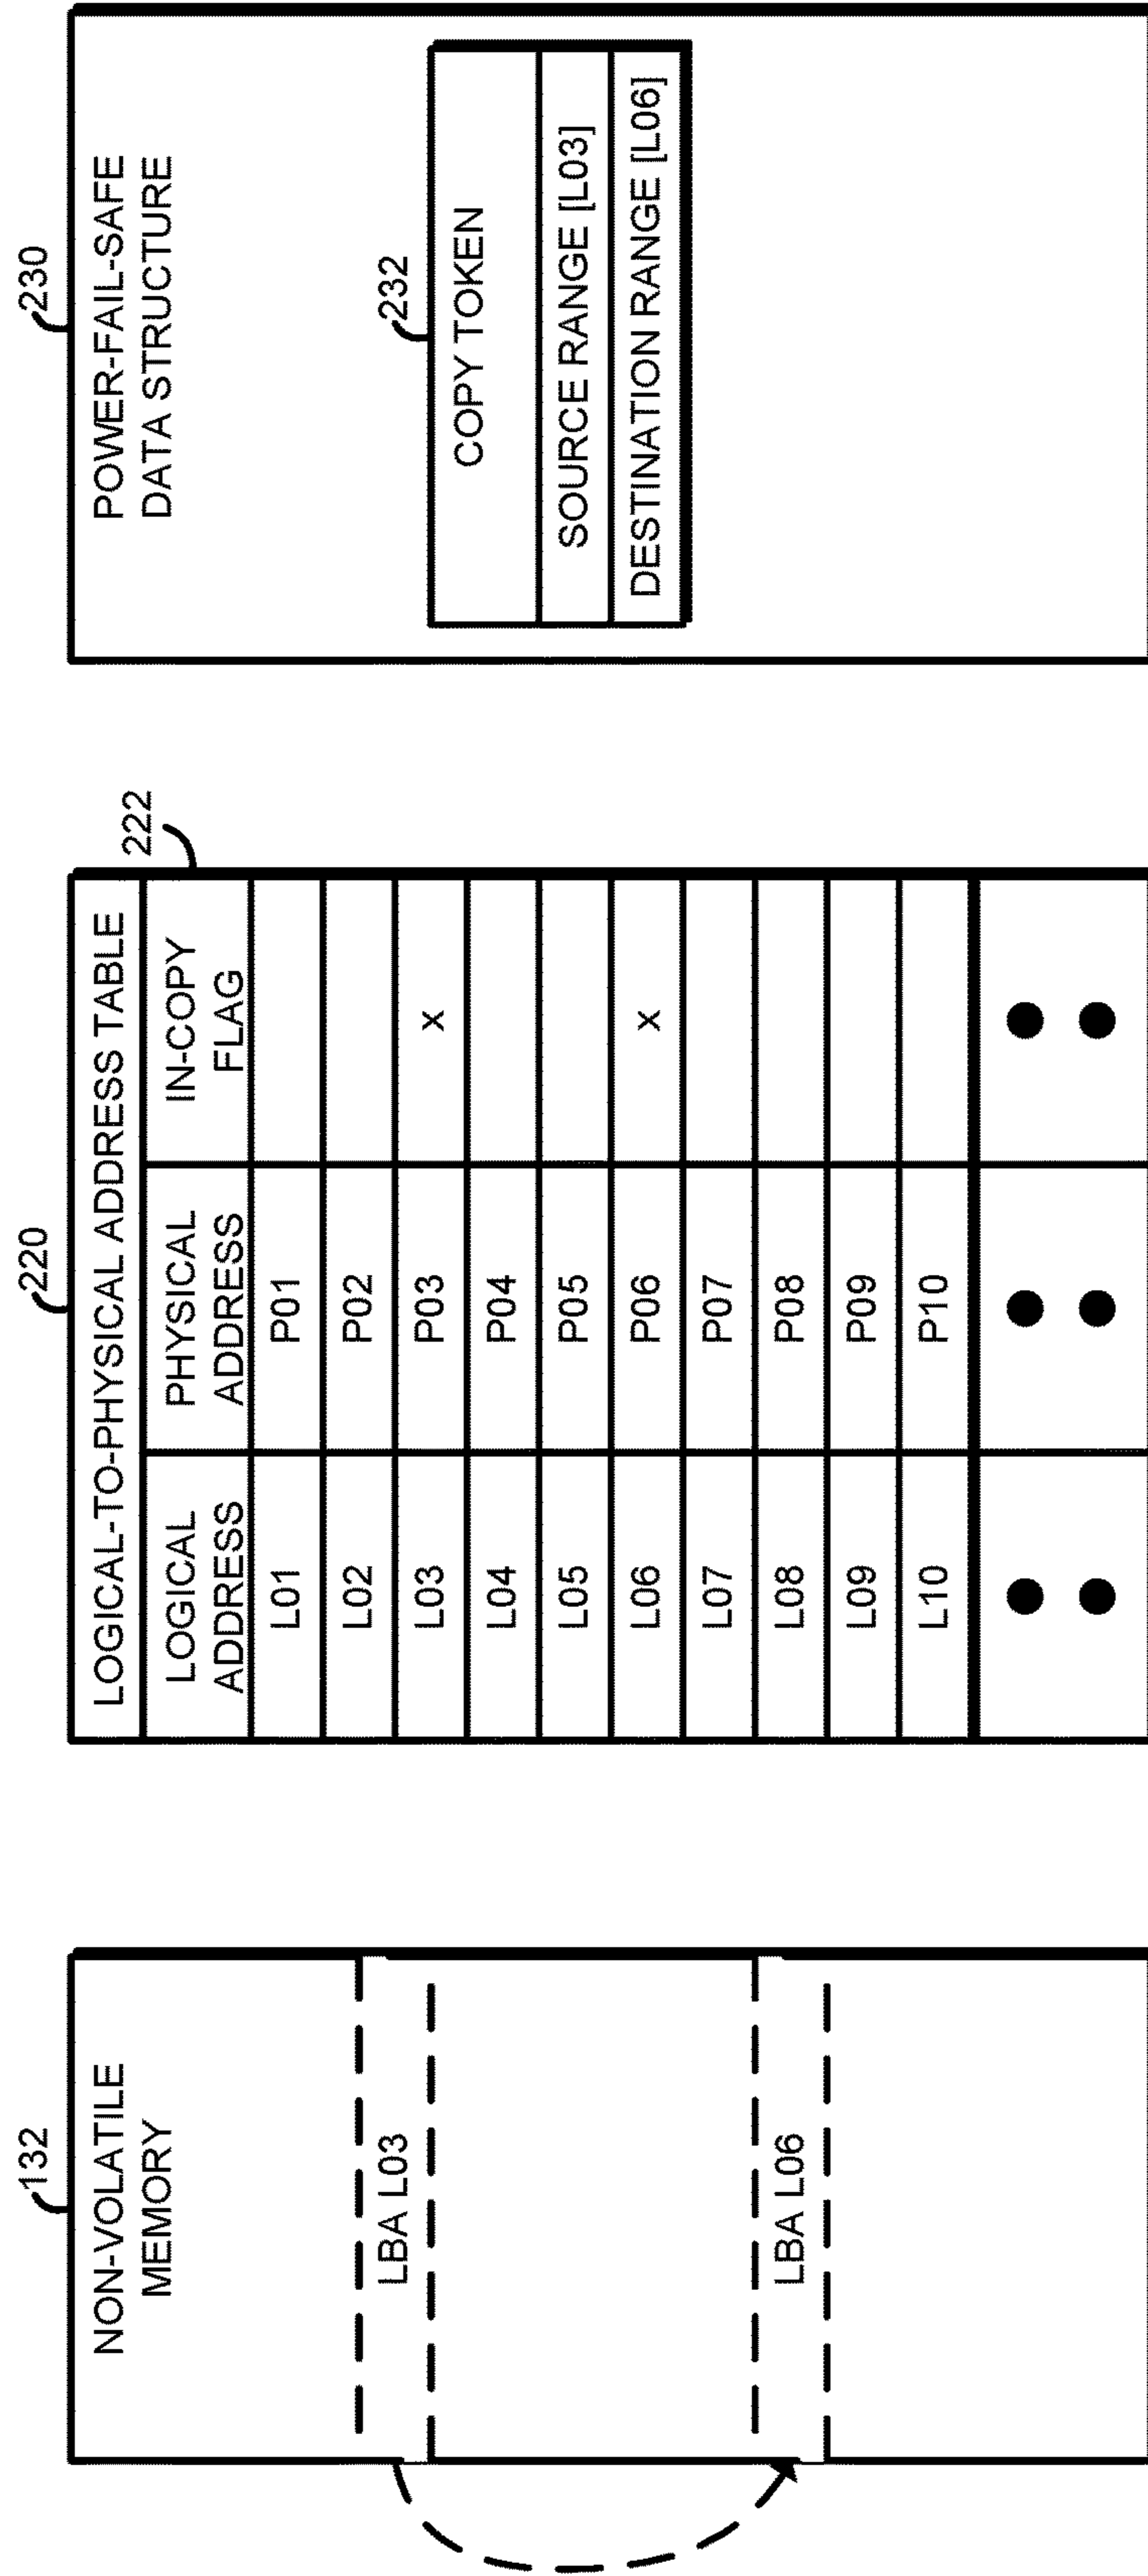 132
NON-VOLATILE
MEMORY
LBA L03
LBA L06
220
LOGICAL-TO-PHYSICAL ADDRESS TABLE
222
LOGICAL ADDRESS PHYSICAL ADDRESS IN-COPY FLAG
L01 P01
L02 P02
L03 P03 x
L04 P04
L05 P05
L06 P06 x
L07 P07
L08 P08
L09 P09
L10 P10
230
POWER-FAIL-SAFE
DATA STRUCTURE
232
COPY TOKEN
SOURCE RANGE [L03]
DESTINATION RANGE [L06]